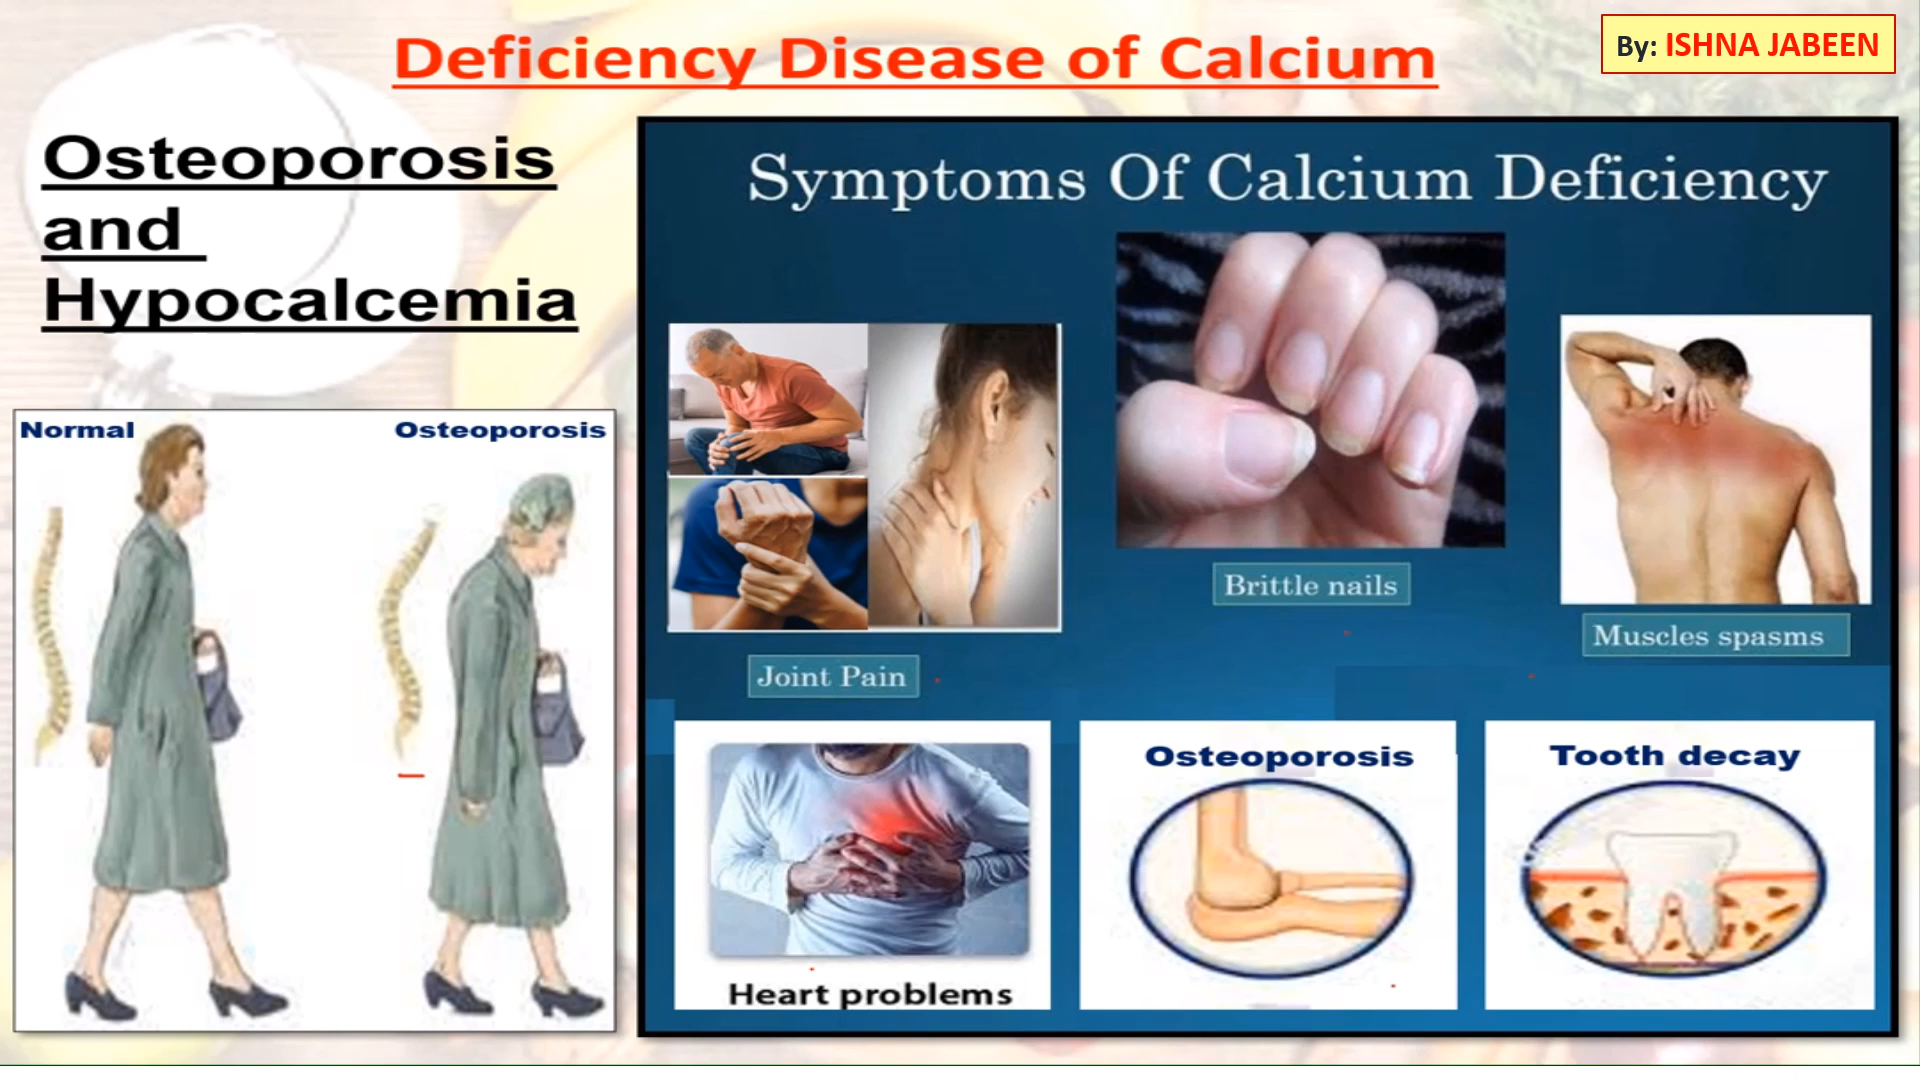 Deficiency Disease of Calcium
By: ISHNA JABEEN
Osteoporosis
and
Hypocalcemia
Normal
Osteoporosis
Symptoms Of Calcium Deficiency
Joint Pain
Brittle nails
Muscles spasms
Heart problems
Osteoporosis
Tooth decay